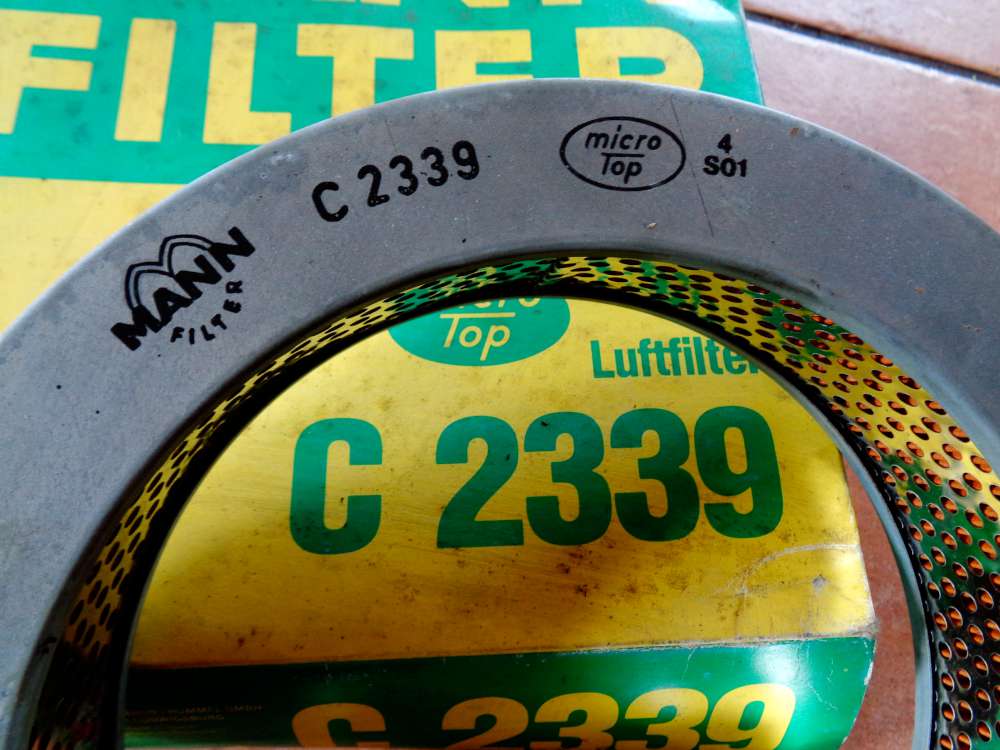 FILTER
C 2339
micro
Top
4
S01
MANN
FILTER
Top
Luftfilter
C 2339
C 2339